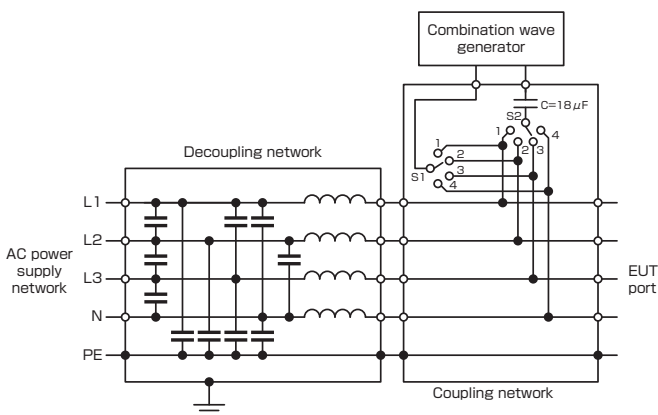 Combination wave
generator
C=18μF
S2
1
4
2
3
1
2
3
4
S1
Decoupling network
L1
L2
L3
N
PE
AC power
supply
network
EUT
port
Coupling network